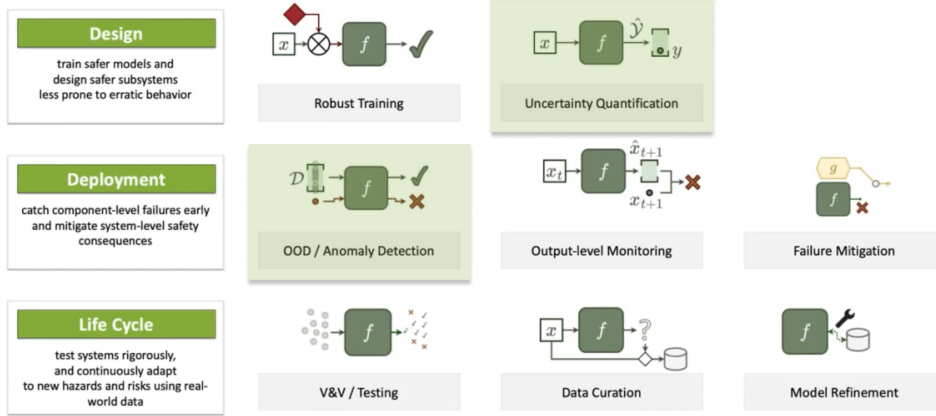 Design
train safer models and
design safer subsystems
less prone to erratic behavior
x
f
Robust Training
x
f
Ŷ
y
Uncertainty Quantification
Deployment
catch component-level failures early
and mitigate system-level safety
consequences
𝒟
f
OOD / Anomaly Detection
xₜ
f
x̂ₜ₊₁
xₜ₊₁
Output-level Monitoring
g
f
Failure Mitigation
Life Cycle
test systems rigorously,
and continuously adapt
to new hazards and risks using real-
world data
f
V&V / Testing
x
f
?
Data Curation
f
Model Refinement